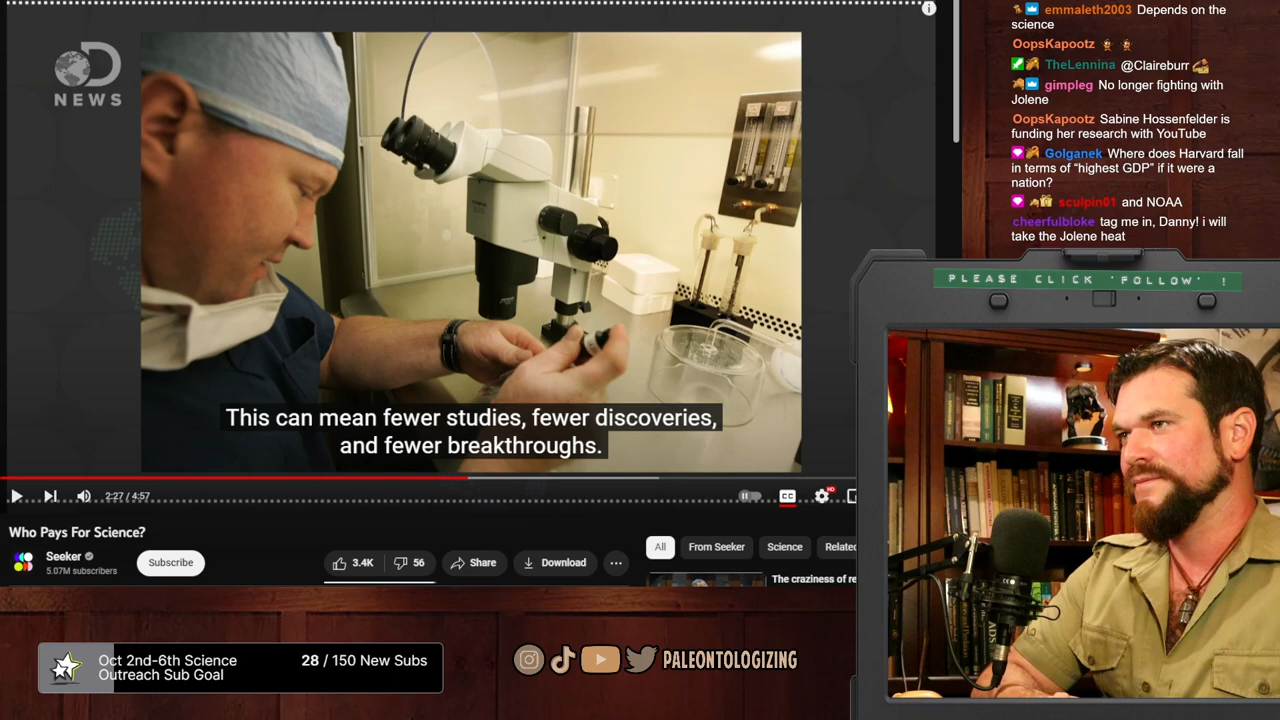 NEWS
This can mean fewer studies, fewer discoveries,
and fewer breakthroughs.
2:27 / 4:57
CC
HD
Who Pays For Science?
Seeker
5.07M subscribers
Subscribe
3.4K
56
Share
Download
All
From Seeker
Science
Related
The craziness of re
emmaleth2003 Depends on the
science
OopsKapootz
TheLennina @Claireburr
gimpleg No longer fighting with
Jolene
OopsKapootz Sabine Hossenfelder is
funding her research with YouTube
Golganek Where does Harvard fall
in terms of “highest GDP” if it were a
nation?
sculpin01 and NOAA
cheerfulbloke tag me in, Danny! i will
take the Jolene heat
PLEASE CLICK 'FOLLOW' !
Oct 2nd-6th Science
Outreach Sub Goal
28 / 150 New Subs
PALEONTOLOGIZING